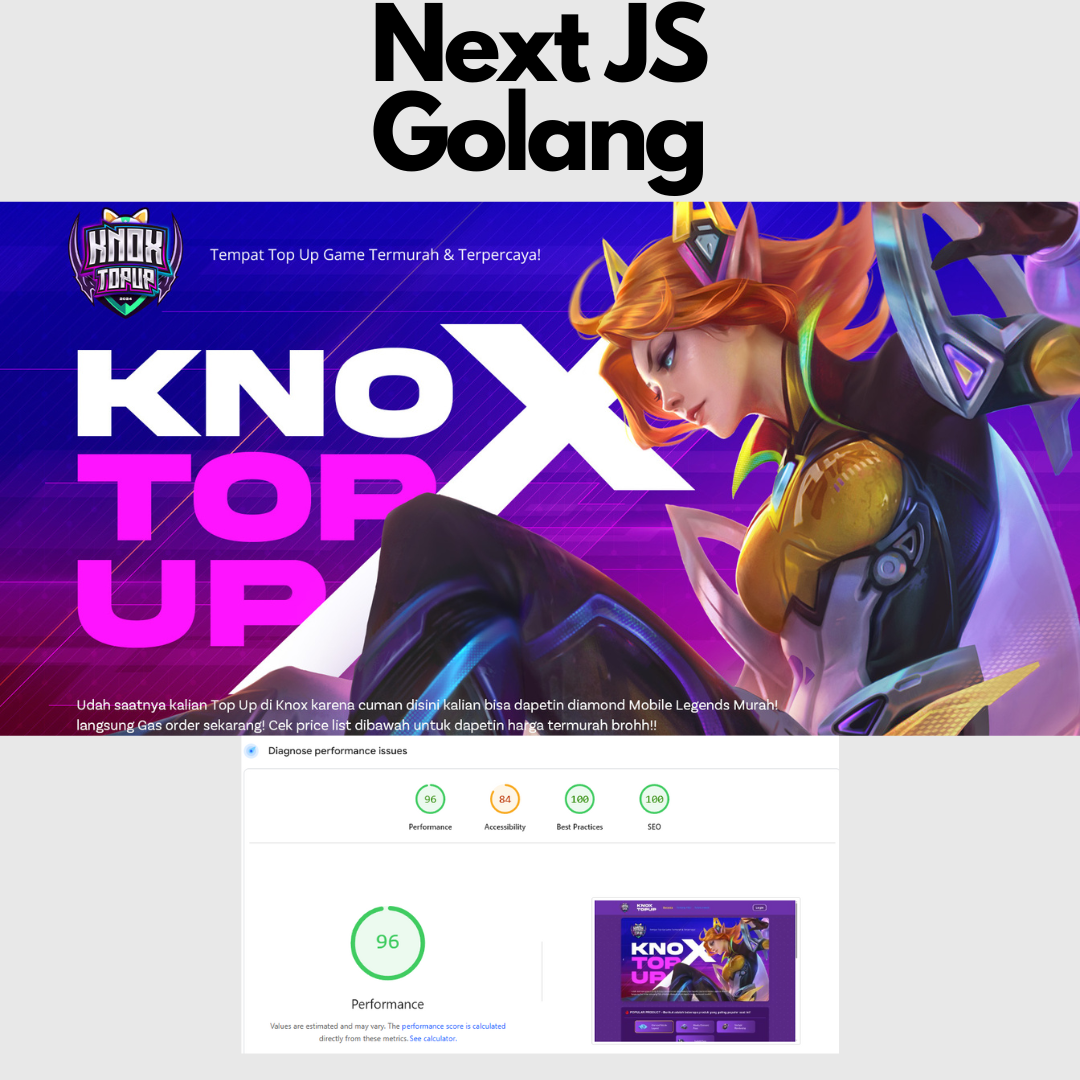 Next JS
Golang
KNOX
TOPUP
2024
Tempat Top Up Game Termurah & Terpercaya!
KNOX
TOP
UP
Udah saatnya kalian Top Up di Knox karena cuman disini kalian bisa dapetin diamond Mobile Legends Murah!
langsung Gas order sekarang! Cek price list dibawah untuk dapetin harga termurah brohh!!
Diagnose performance issues
96 84 100 100
Performance Accessibility Best Practices SEO
96
Performance
Values are estimated and may vary. The performance score is calculated
directly from these metrics. See calculator.
KNOX
TOPUP
Login
KNOX
TOP
UP